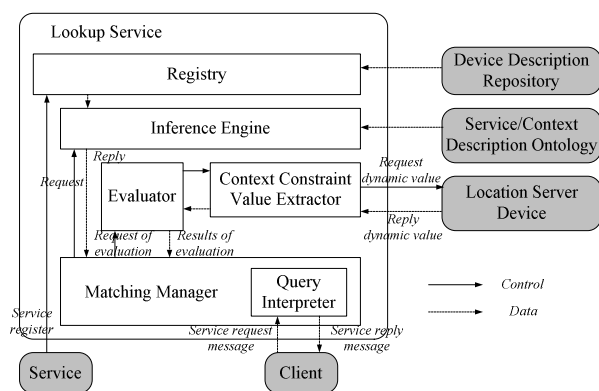 Lookup Service
Registry
Device Description
Repository
Inference Engine
Service/Context
Description Ontology
Reply
Request
Evaluator
Context Constraint
Value Extractor
Request
dynamic value
Location Server
Device
Reply
dynamic value
Request of
evaluation
Results of
evaluation
Matching Manager
Query
Interpreter
Control
Data
Service
register
Service request
message
Service reply
message
Service
Client